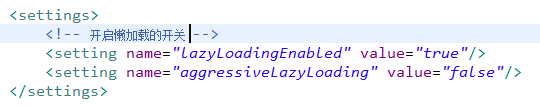 <settings>
<!-- 开启懒加载的开关 -->
<setting name="lazyLoadingEnabled" value="true"/>
<setting name="aggressiveLazyLoading" value="false"/>
</settings>